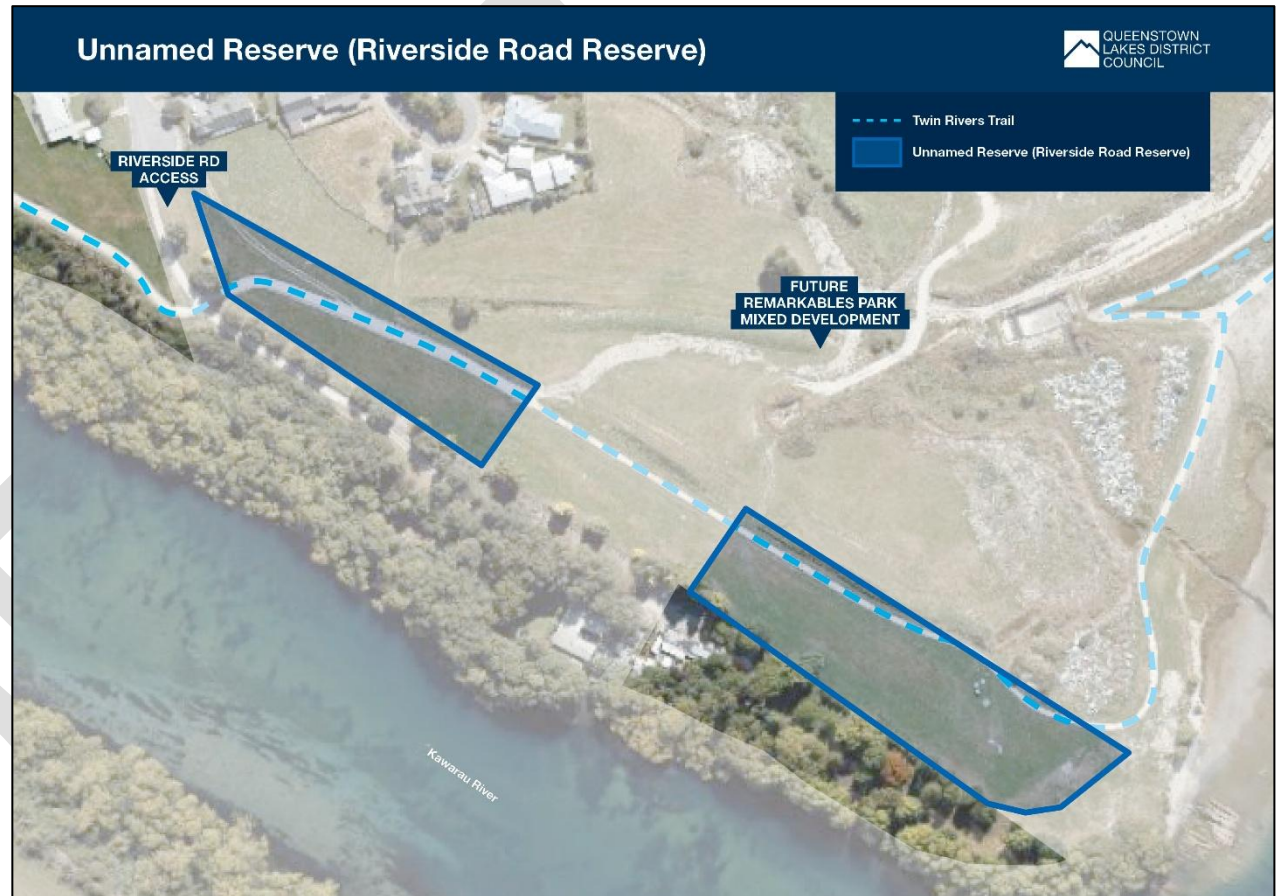 Unnamed Reserve (Riverside Road Reserve)
QUEENSTOWN
LAKES DISTRICT
COUNCIL
Twin Rivers Trail
Unnamed Reserve (Riverside Road Reserve)
RIVERSIDE RD
ACCESS
FUTURE
REMARKABLES PARK
MIXED DEVELOPMENT
Kawarau River